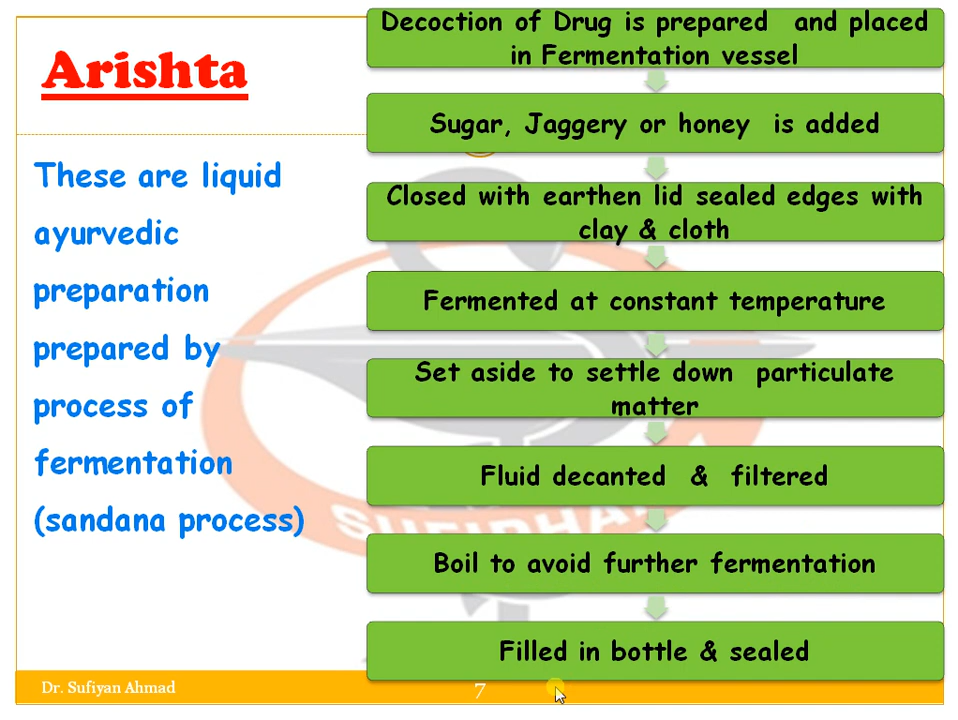 Arishta
These are liquid
ayurvedic
preparation
prepared by
process of
fermentation
(sandana process)
Decoction of Drug is prepared and placed
in Fermentation vessel
Sugar, Jaggery or honey is added
Closed with earthen lid sealed edges with
clay & cloth
Fermented at constant temperature
Set aside to settle down particulate
matter
Fluid decanted & filtered
Boil to avoid further fermentation
Filled in bottle & sealed
Dr. Sufiyan Ahmad
7